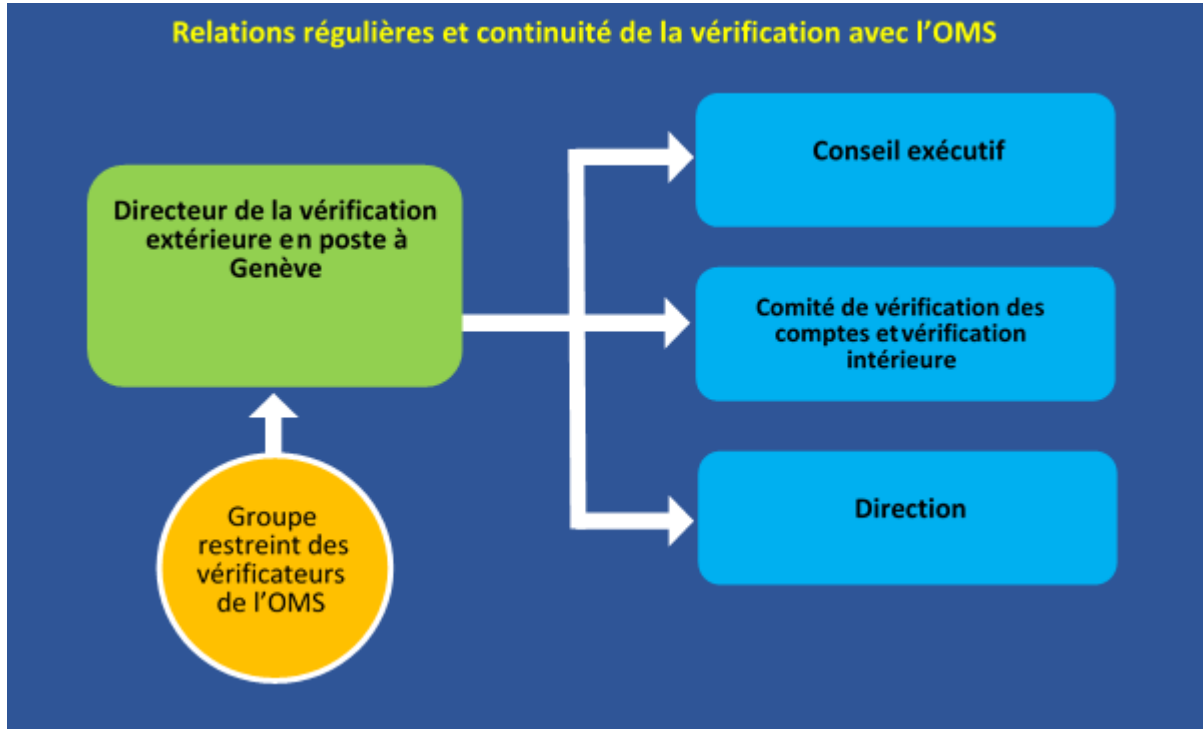 Relations régulières et continuité de la vérification avec l'OMS
Directeur de la vérification
extérieure en poste à
Genève
Groupe
restreint des
vérificateurs
de l'OMS
Conseil exécutif
Comité de vérification des
comptes et vérification
intérieure
Direction